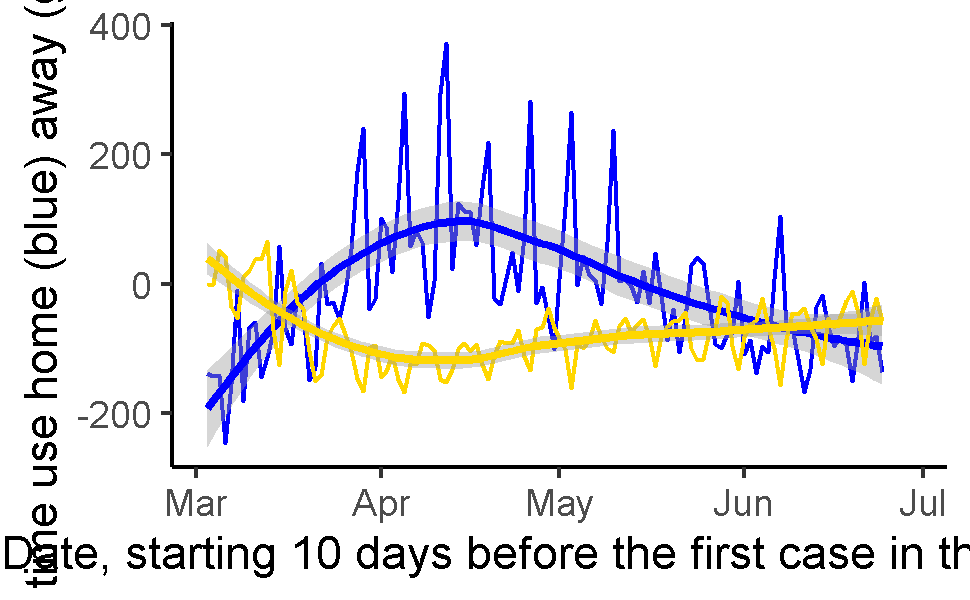 400
200
0
-200
time use home (blue) away (
Mar Apr May Jun Jul
Date, starting 10 days before the first case in